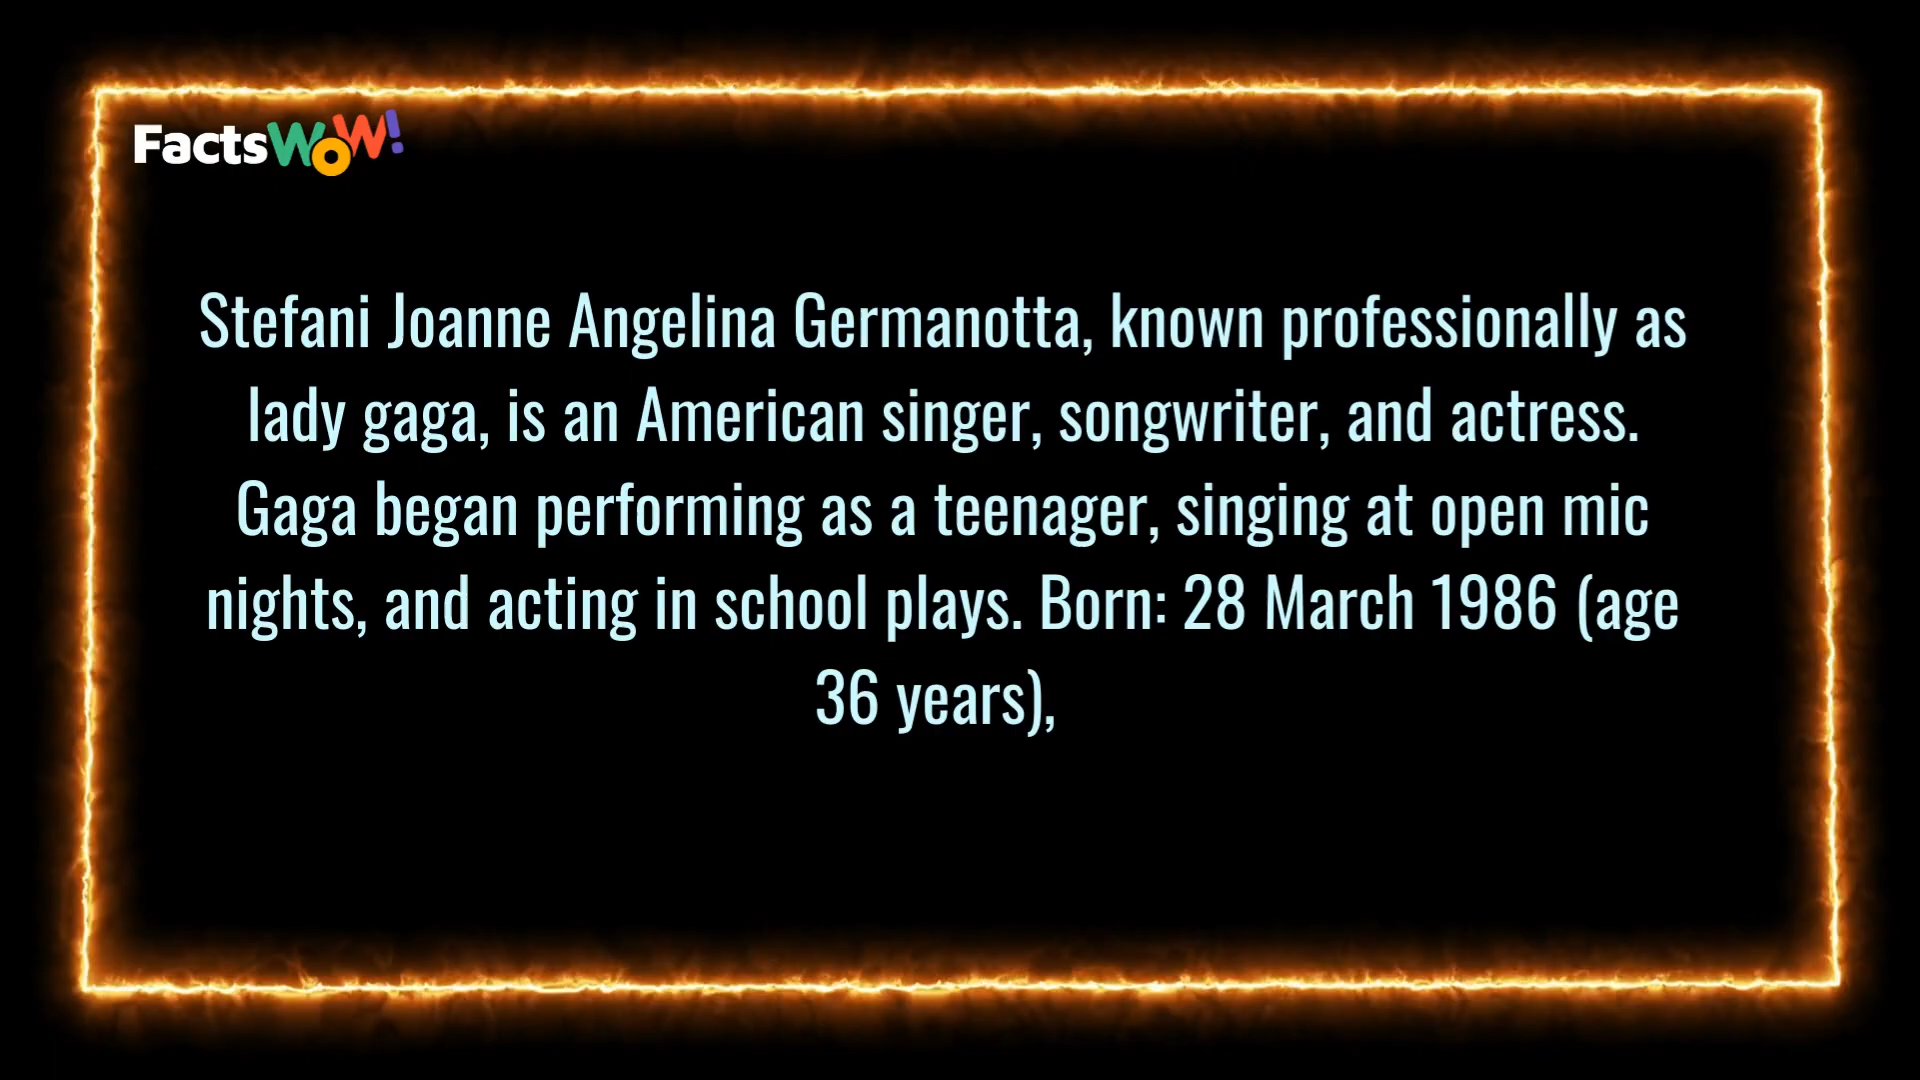 FactsWOW!
Stefani Joanne Angelina Germanotta, known professionally as
lady gaga, is an American singer, songwriter, and actress.
Gaga began performing as a teenager, singing at open mic
nights, and acting in school plays. Born: 28 March 1986 (age
36 years),